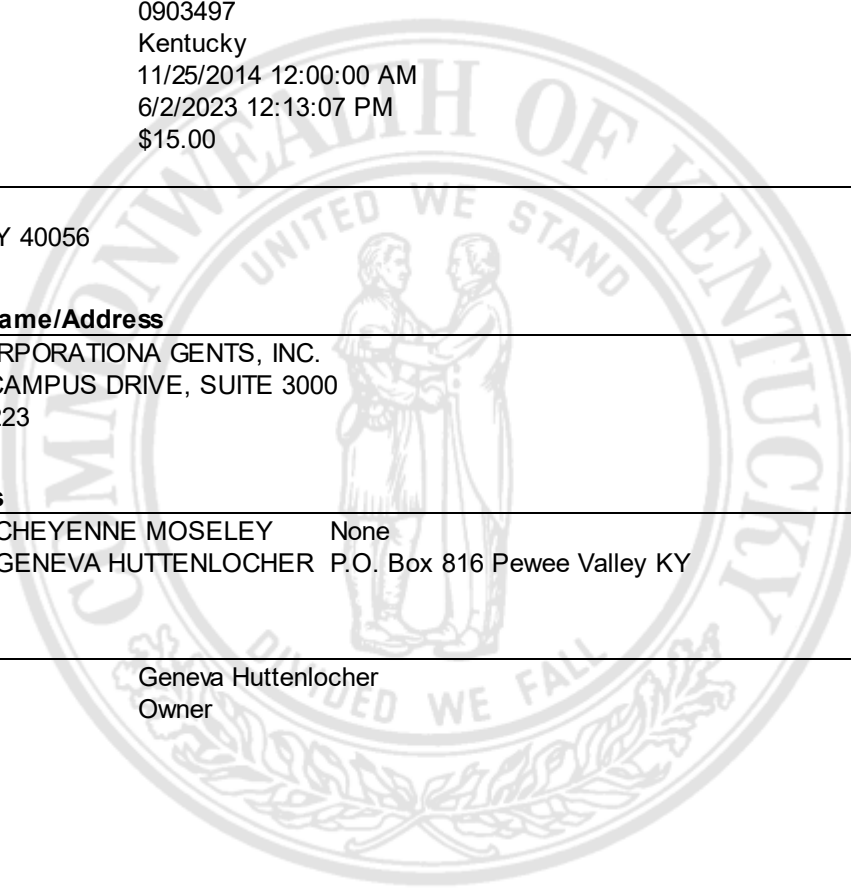 0903497
Kentucky
11/25/2014 12:00:00 AM
6/2/2023 12:13:07 PM
$15.00
Y 40056
ame/Address
RPORATIONA GENTS, INC.
CAMPUS DRIVE, SUITE 3000
223
s
CHEYENNE MOSELEY None
GENEVA HUTTENLOCHER P.O. Box 816 Pewee Valley KY
Geneva Huttenlocher
Owner
COMMONWEALTH OF KENTUCKY
UNITED WE STAND
DIVIDED WE FALL